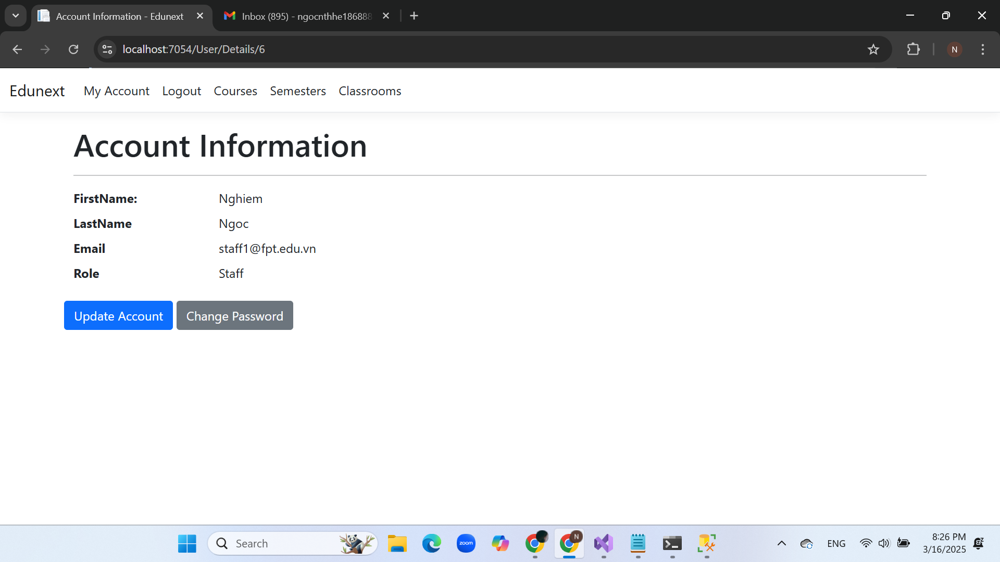 Account Information - Edunext
Inbox (895) - ngocnthhe186888
localhost:7054/User/Details/6
N
Edunext My Account Logout Courses Semesters Classrooms
Account Information
FirstName: Nghiem
LastName Ngoc
Email staff1@fpt.edu.vn
Role Staff
Update Account Change Password
Search
zoom
N
ENG
8:26 PM
3/16/2025